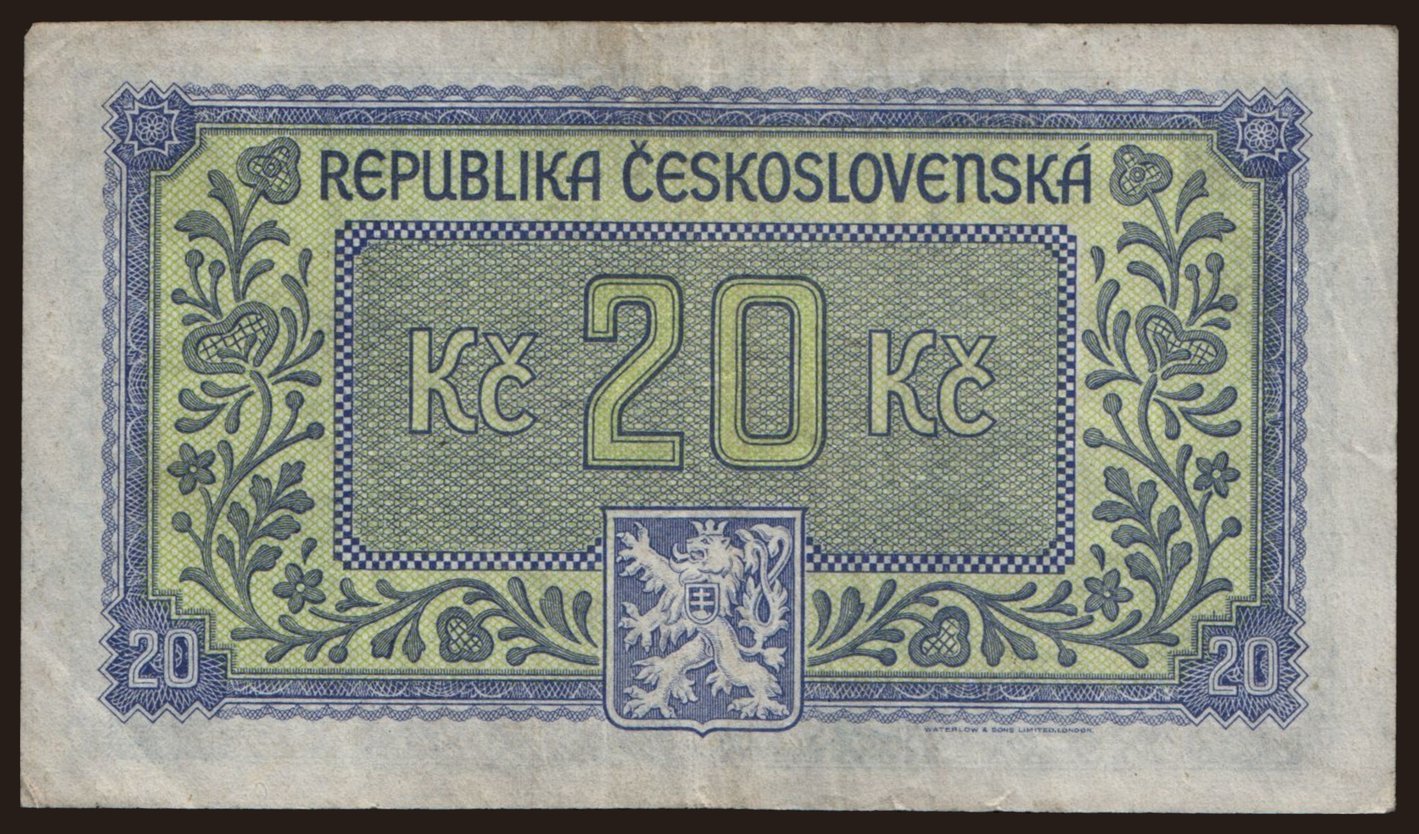 REPUBLIKA ČESKOSLOVENSKÁ
Kč 20 Kč
20 20
WATERLOW & SONS LIMITED, LONDON.